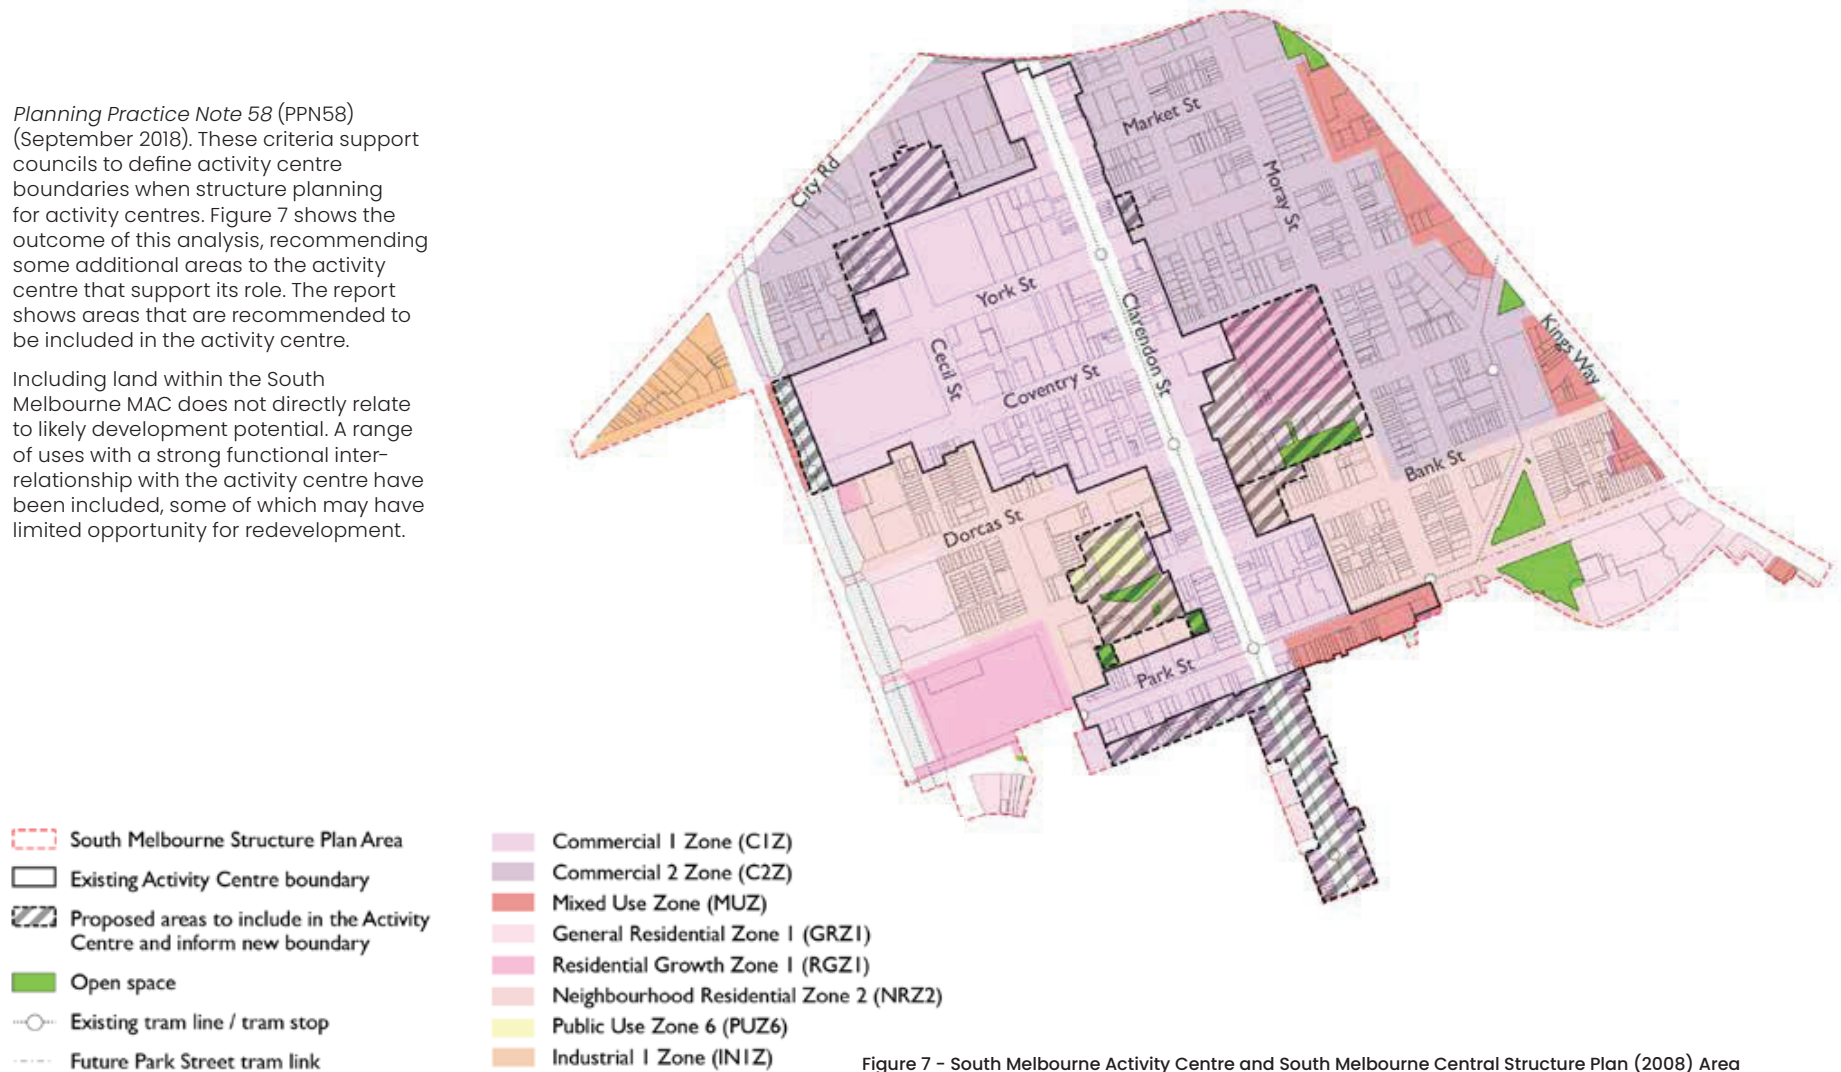 Planning Practice Note 58 (PPN58)
(September 2018). These criteria support
councils to define activity centre
boundaries when structure planning
for activity centres. Figure 7 shows the
outcome of this analysis, recommending
some additional areas to the activity
centre that support its role. The report
shows areas that are recommended to
be included in the activity centre.
Including land within the South
Melbourne MAC does not directly relate
to likely development potential. A range
of uses with a strong functional inter-
relationship with the activity centre have
been included, some of which may have
limited opportunity for redevelopment.
City Rd
Market St
Moray St
York St
Clarendon St
Cecil St
Coventry St
Kings Way
Bank St
Dorcas St
Park St
South Melbourne Structure Plan Area
Existing Activity Centre boundary
Proposed areas to include in the Activity
Centre and inform new boundary
Open space
Existing tram line / tram stop
Future Park Street tram link
Commercial 1 Zone (C1Z)
Commercial 2 Zone (C2Z)
Mixed Use Zone (MUZ)
General Residential Zone 1 (GRZ1)
Residential Growth Zone 1 (RGZ1)
Neighbourhood Residential Zone 2 (NRZ2)
Public Use Zone 6 (PUZ6)
Industrial 1 Zone (IN1Z)
Figure 7 - South Melbourne Activity Centre and South Melbourne Central Structure Plan (2008) Area